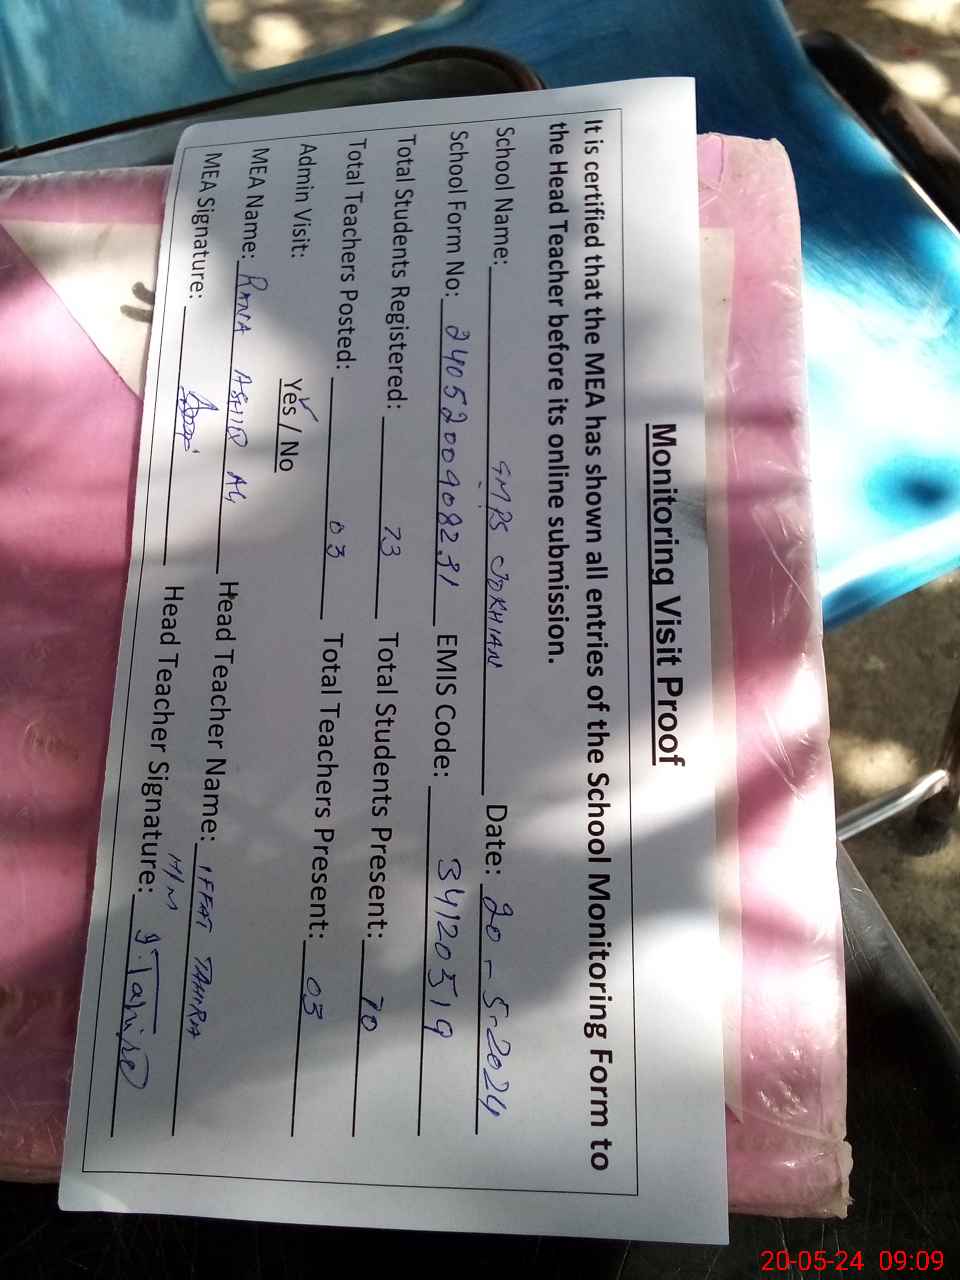 Monitoring Visit Proof
It is certified that the MEA has shown all entries of the School Monitoring Form to
the Head Teacher before its online submission.
School Name: GMPS JOKHIAN Date: 20-5-2024
School Form No: 2405200908231 EMIS Code: 34120519
Total Students Registered: 73 Total Students Present: 70
Total Teachers Posted: 03 Total Teachers Present: 03
Admin Visit: Yes / No
MEA Name: RANA ASHIQ Ali Head Teacher Name: IFFAT TAHIRA
H/M
MEA Signature: Head Teacher Signature:
20-05-24 09:09